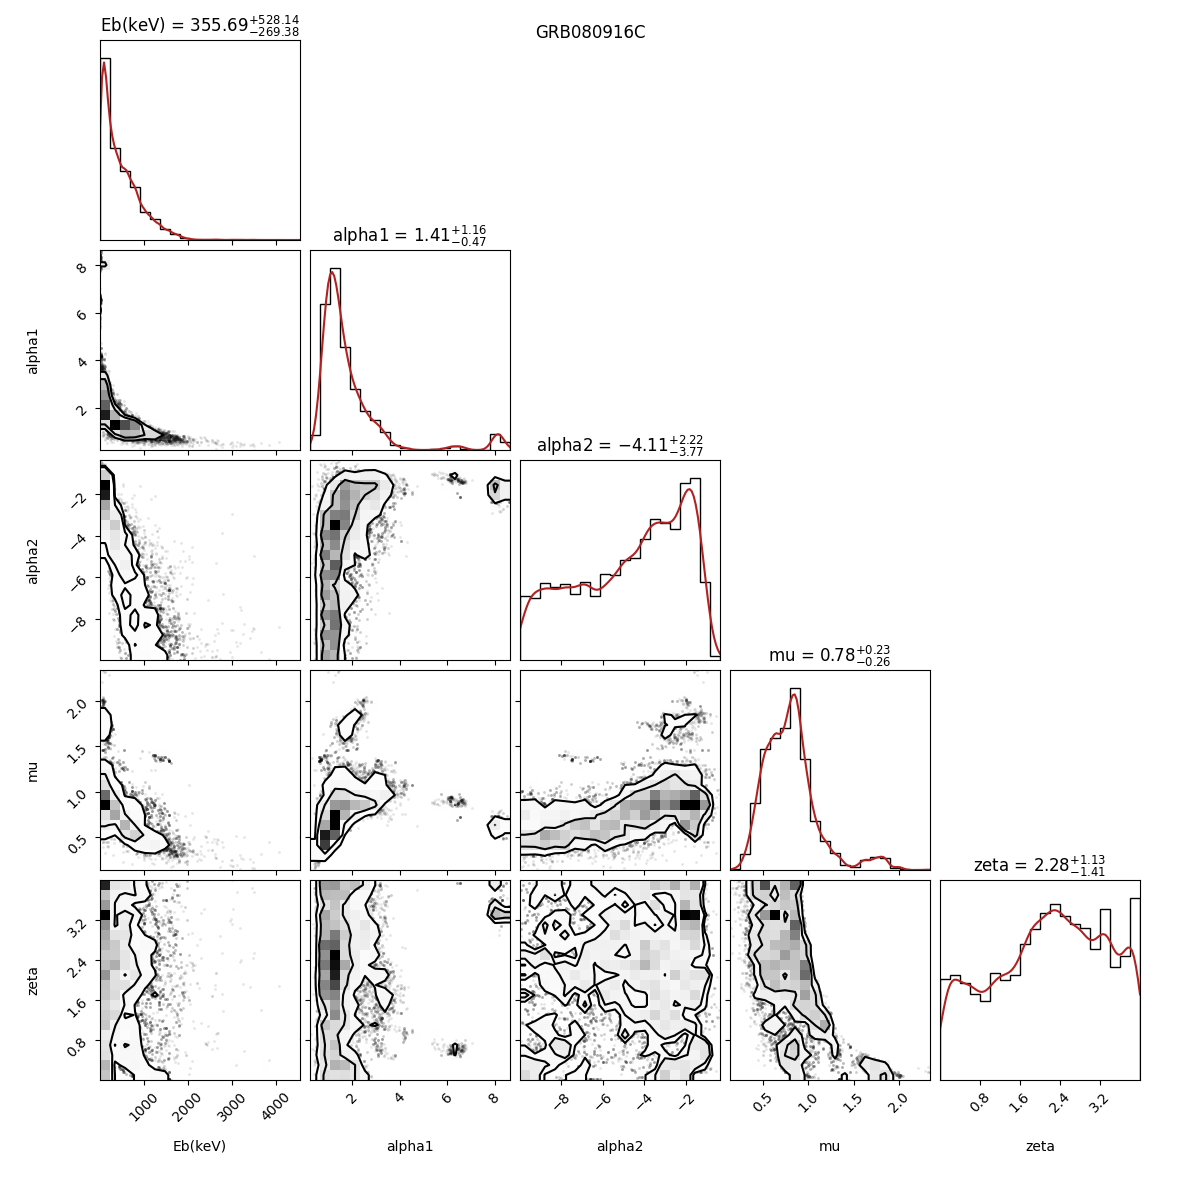 GRB080916C
Eb(keV) = 355.69 +528.14 −269.38
alpha1 = 1.41 +1.16 −0.47
8
6
4
2
alpha1
alpha2 = −4.11 +2.22 −3.77
−2
−4
−6
−8
alpha2
mu = 0.78 +0.23 −0.26
2.0
1.5
1.0
0.5
mu
zeta = 2.28 +1.13 −1.41
3.2
2.4
1.6
0.8
zeta
1000 2000 3000 4000
2 4 6 8
−8 −6 −4 −2
0.5 1.0 1.5 2.0
0.8 1.6 2.4 3.2
Eb(keV)
alpha1
alpha2
mu
zeta